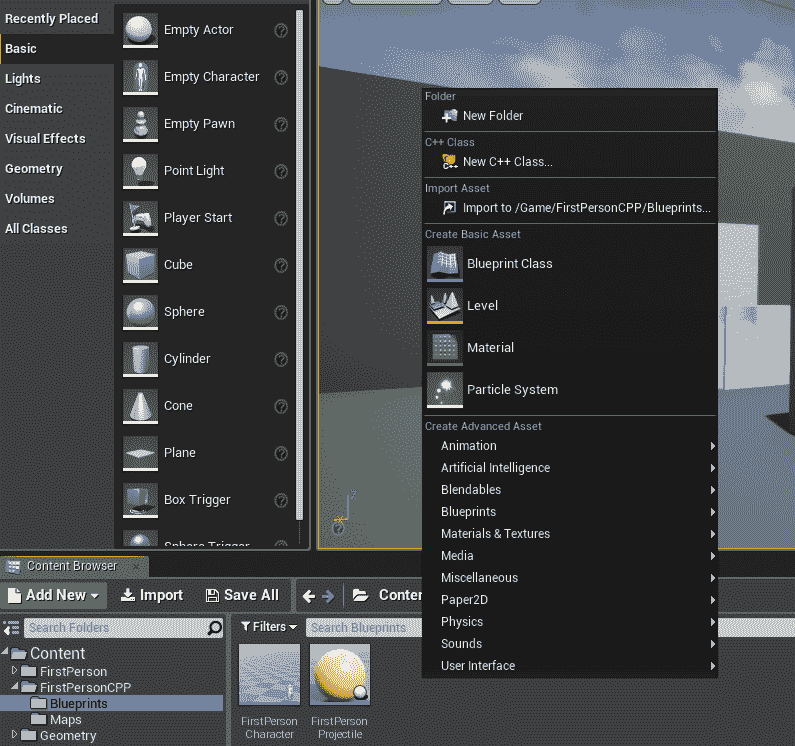 Recently Placed
Basic
Lights
Cinematic
Visual Effects
Geometry
Volumes
All Classes
Empty Actor
Empty Character
Empty Pawn
Point Light
Player Start
Cube
Sphere
Cylinder
Cone
Plane
Box Trigger
Sphere Trigger
Folder
New Folder
C++ Class
C++
New C++ Class...
Import Asset
Import to /Game/FirstPersonCPP/Blueprints...
Create Basic Asset
Blueprint Class
Level
Material
Particle System
Create Advanced Asset
Animation
Artificial Intelligence
Blendables
Blueprints
Materials & Textures
Media
Miscellaneous
Paper2D
Physics
Sounds
User Interface
Content Browser
Add New
Import
Save All
Conten
Search Folders
Filters
Search Blueprints
Content
FirstPerson
FirstPersonCPP
Blueprints
Maps
Geometry
FirstPerson
Character
FirstPerson
Projectile